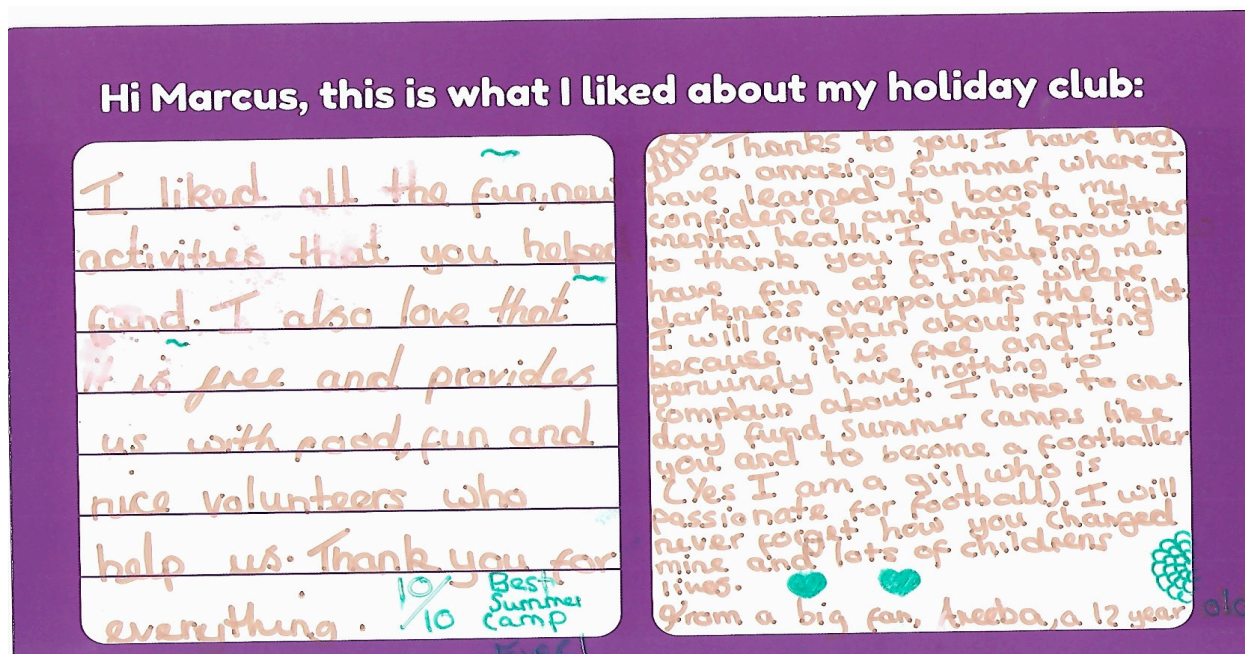 Hi Marcus, this is what I liked about my holiday club:
I liked all the fun, new
activities that you helped
fund. I also love that
it is free and provides
us with food, fun and
nice volunteers who
help us. Thank you for
everything.
10/10
Best
Summer
Camp
Ever!
Thanks to you, I have had
an amazing summer where I
have learned to boost my
confidence and have a better
mental health. I don't know how
to thank you for helping me
have fun at a time where
darkness overpowers the light.
I will complain about nothing
because it is free and I
genuinely have nothing to
complain about. I hope to one
day fund summer camps like
you and to become a footballer
(Yes I am a girl who is
passionate for football). I will
never forget how you changed
mine and lots of childrens
lives.
From a big fan, Areeba, a 12 year old